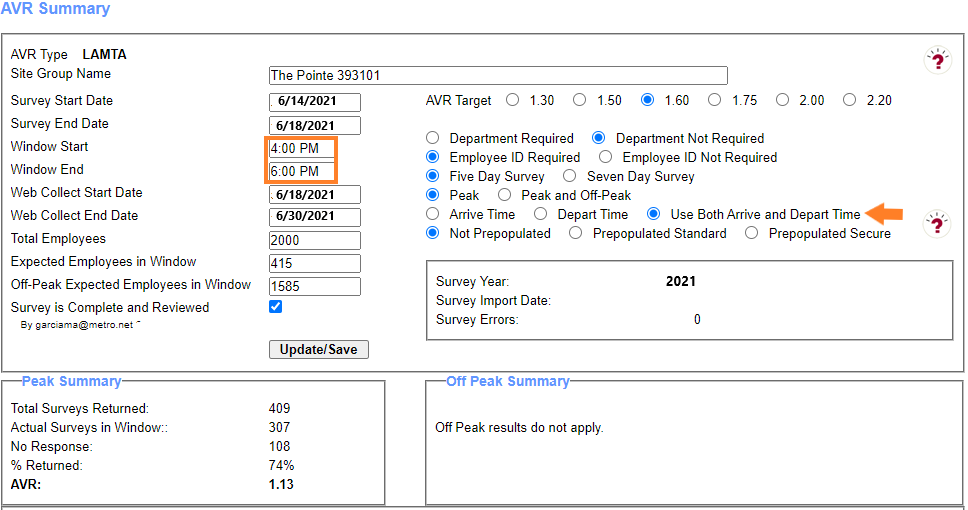 AVR Summary
AVR Type LAMTA
Site Group Name The Pointe 393101
Survey Start Date 6/14/2021
AVR Target 1.30 1.50 1.60 1.75 2.00 2.20
Survey End Date 6/18/2021
Department Required Department Not Required
Window Start 4:00 PM
Employee ID Required Employee ID Not Required
Window End 6:00 PM
Five Day Survey Seven Day Survey
Web Collect Start Date 6/18/2021
Peak Peak and Off-Peak
Web Collect End Date 6/30/2021
Arrive Time Depart Time Use Both Arrive and Depart Time
Total Employees 2000
Not Prepopulated Prepopulated Standard Prepopulated Secure
?
?
Expected Employees in Window 415
Off-Peak Expected Employees in Window 1585
Survey is Complete and Reviewed
By garciama@metro.net
Update/Save
Survey Year: 2021
Survey Import Date:
Survey Errors: 0
Peak Summary
Total Surveys Returned: 409
Actual Surveys in Window:: 307
No Response: 108
% Returned: 74%
AVR: 1.13
Off Peak Summary
Off Peak results do not apply.